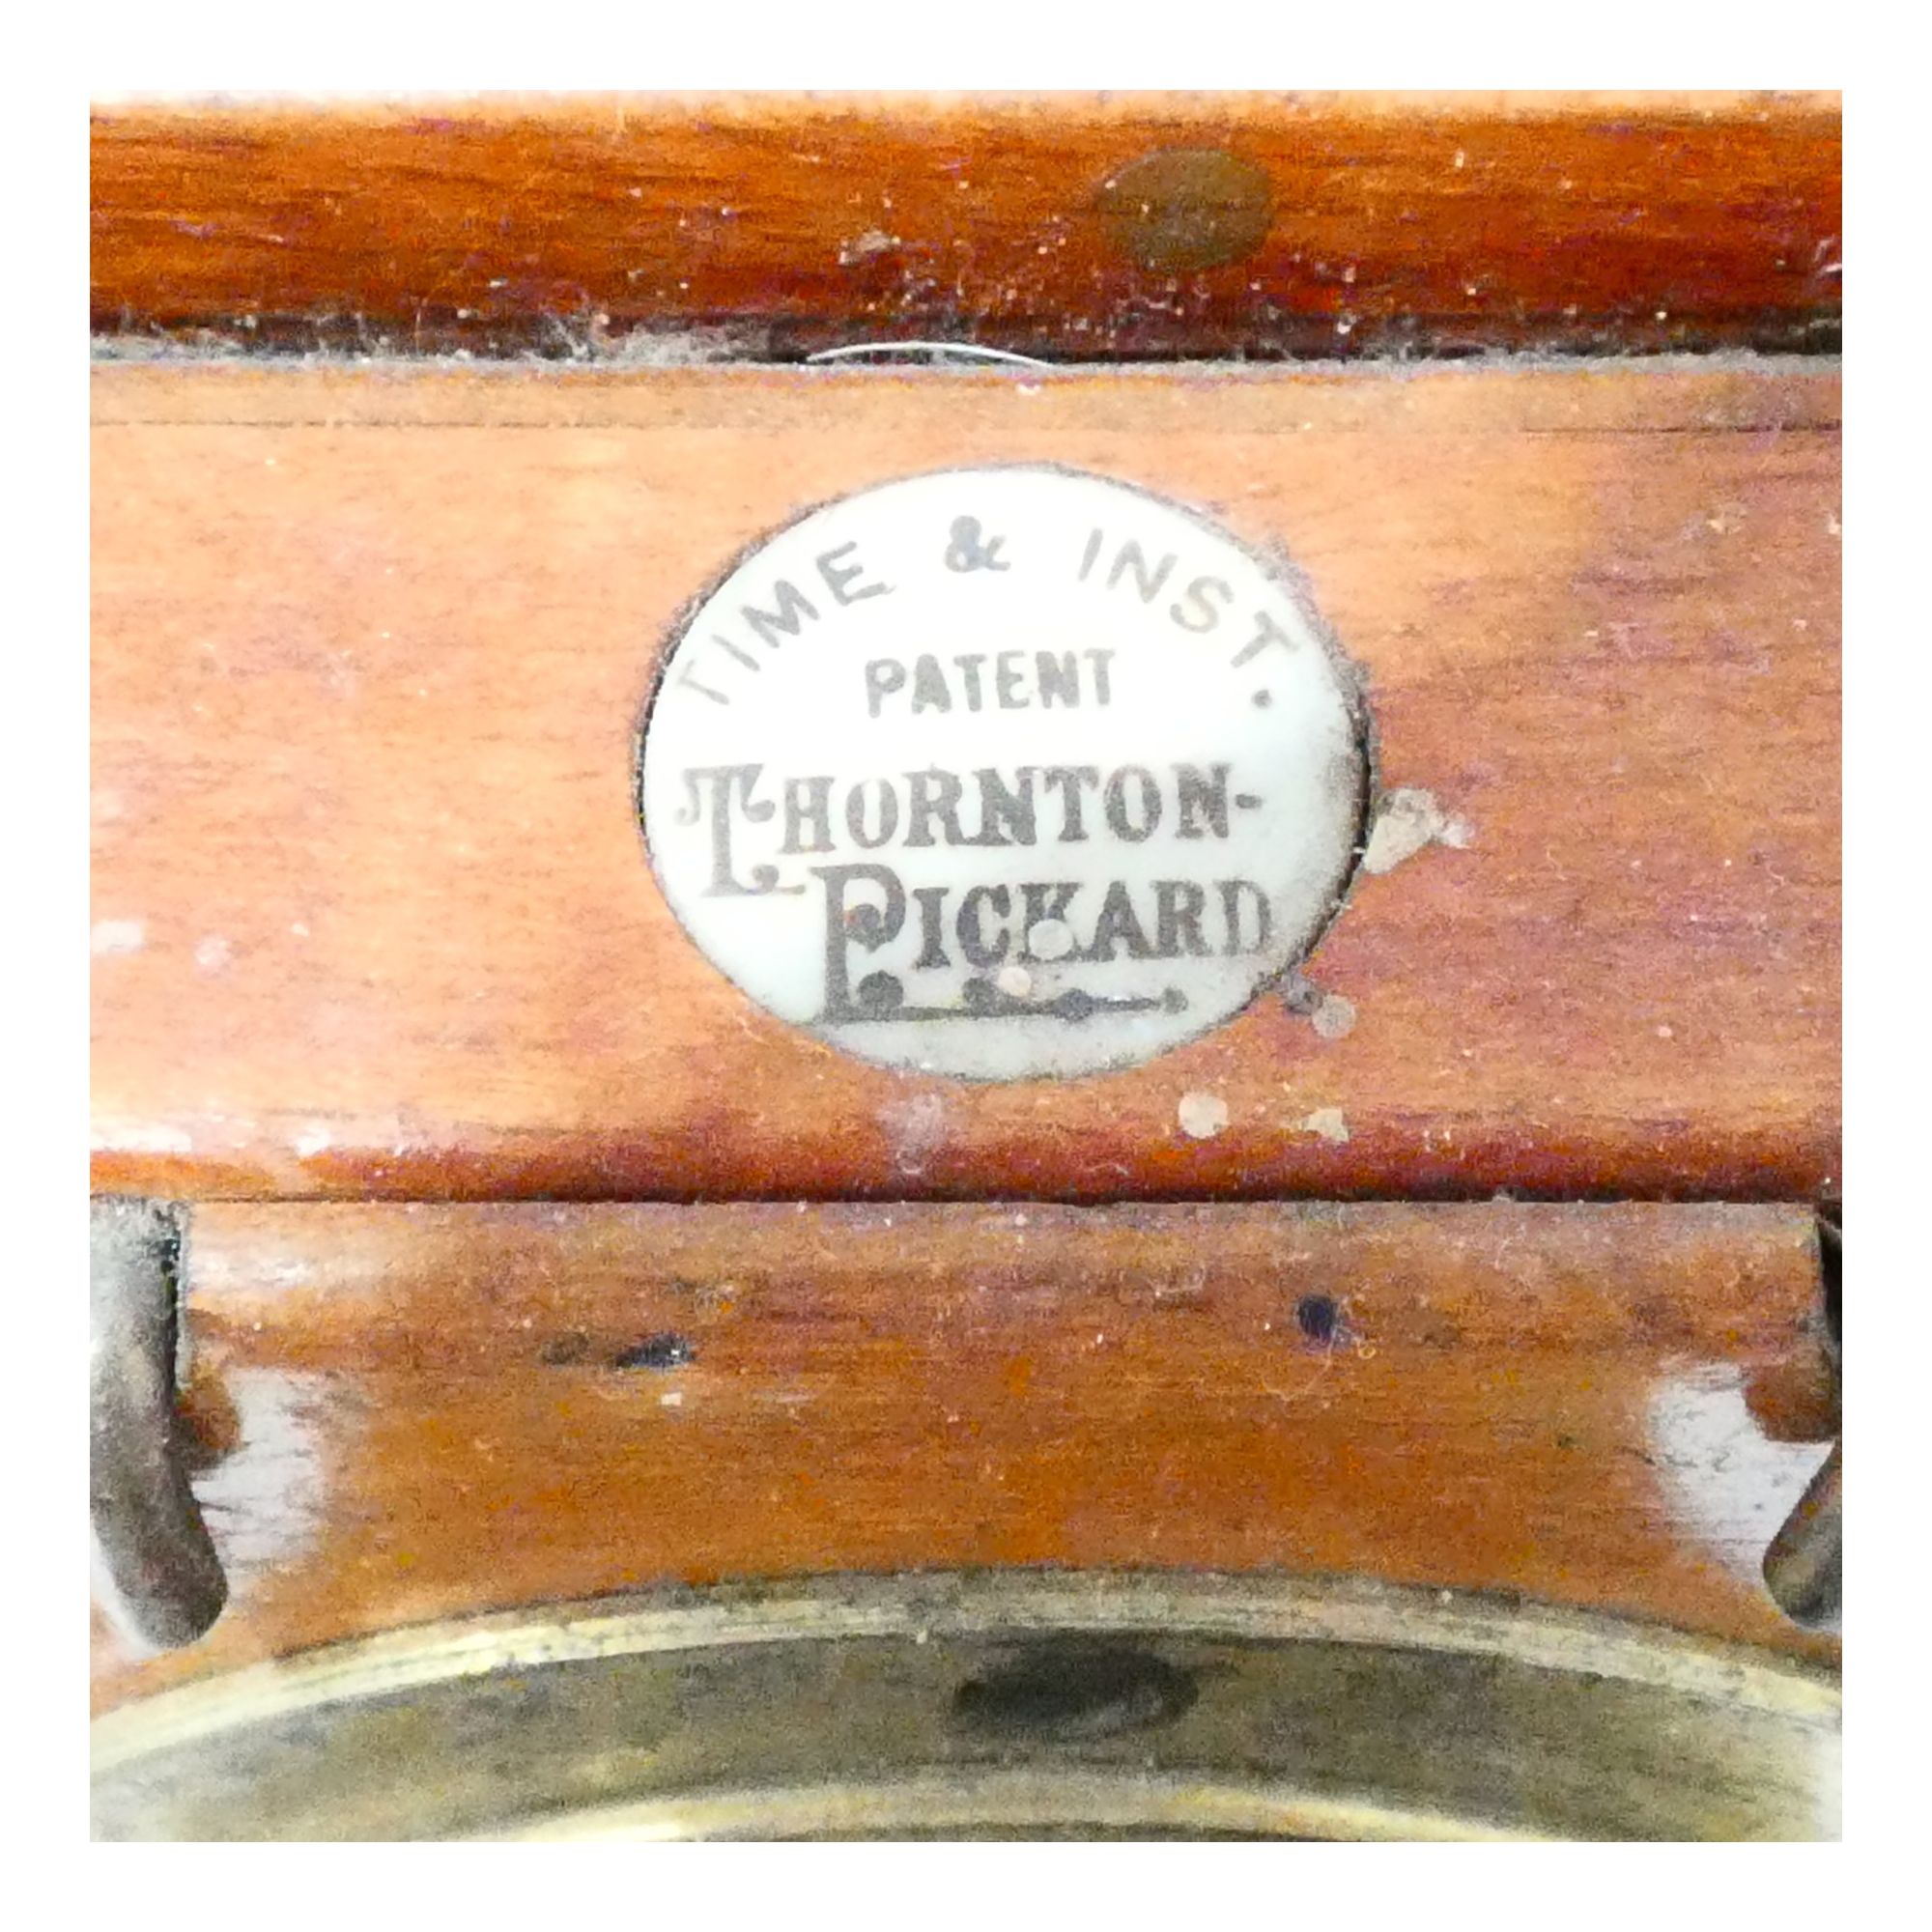 TIME & INST.
PATENT
THORNTON-
PICKARD